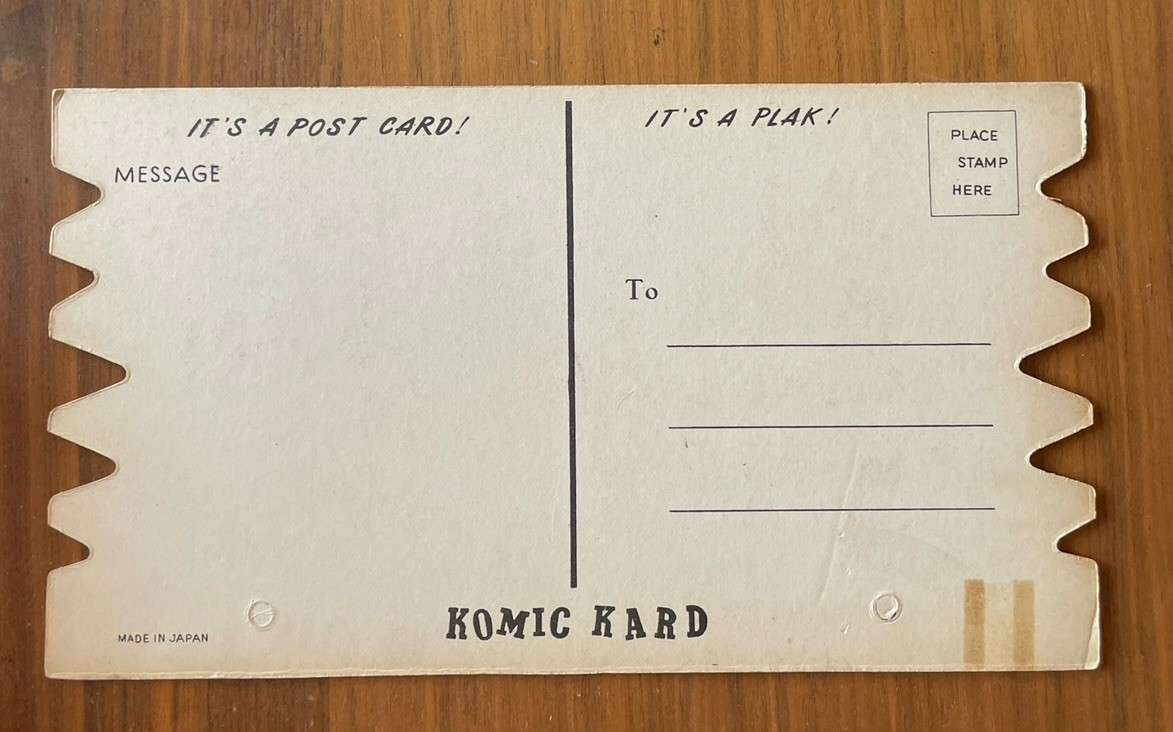 IT'S A POST CARD!
MESSAGE
IT'S A PLAK!
PLACE
STAMP
HERE
To
KOMIC KARD
MADE IN JAPAN